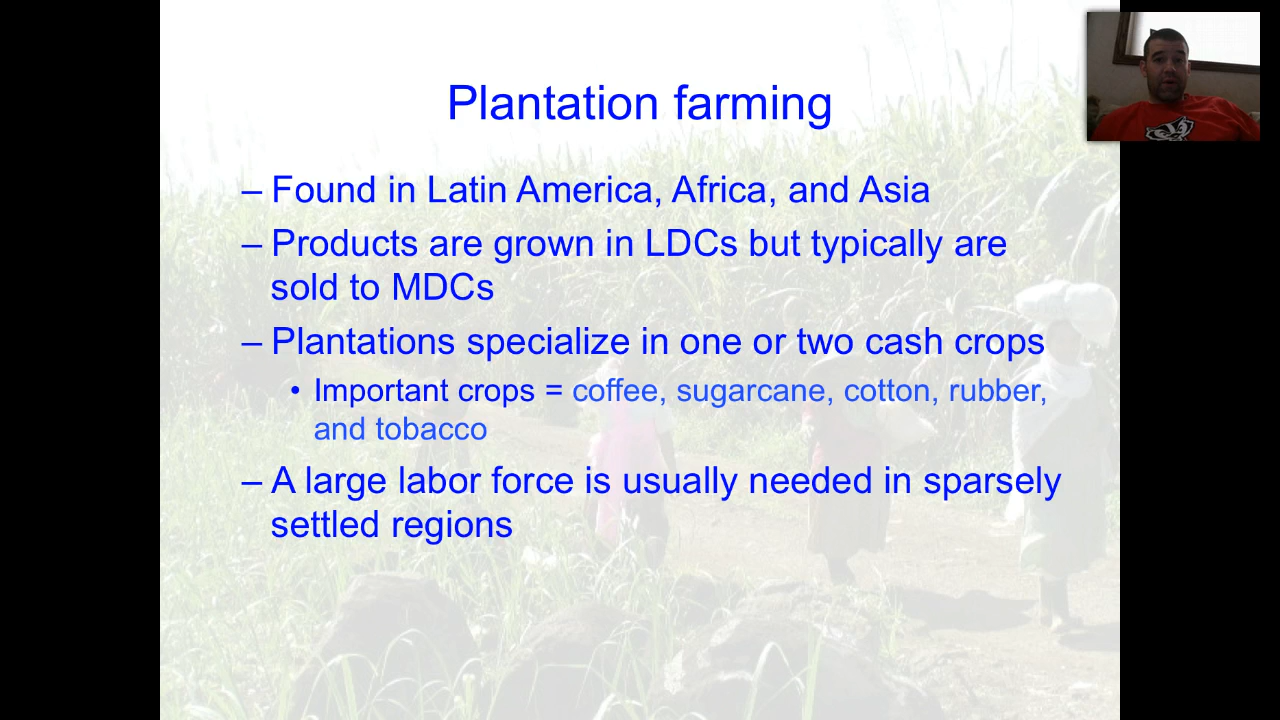 Plantation farming
– Found in Latin America, Africa, and Asia
– Products are grown in LDCs but typically are
sold to MDCs
– Plantations specialize in one or two cash crops
• Important crops = coffee, sugarcane, cotton, rubber,
and tobacco
– A large labor force is usually needed in sparsely
settled regions